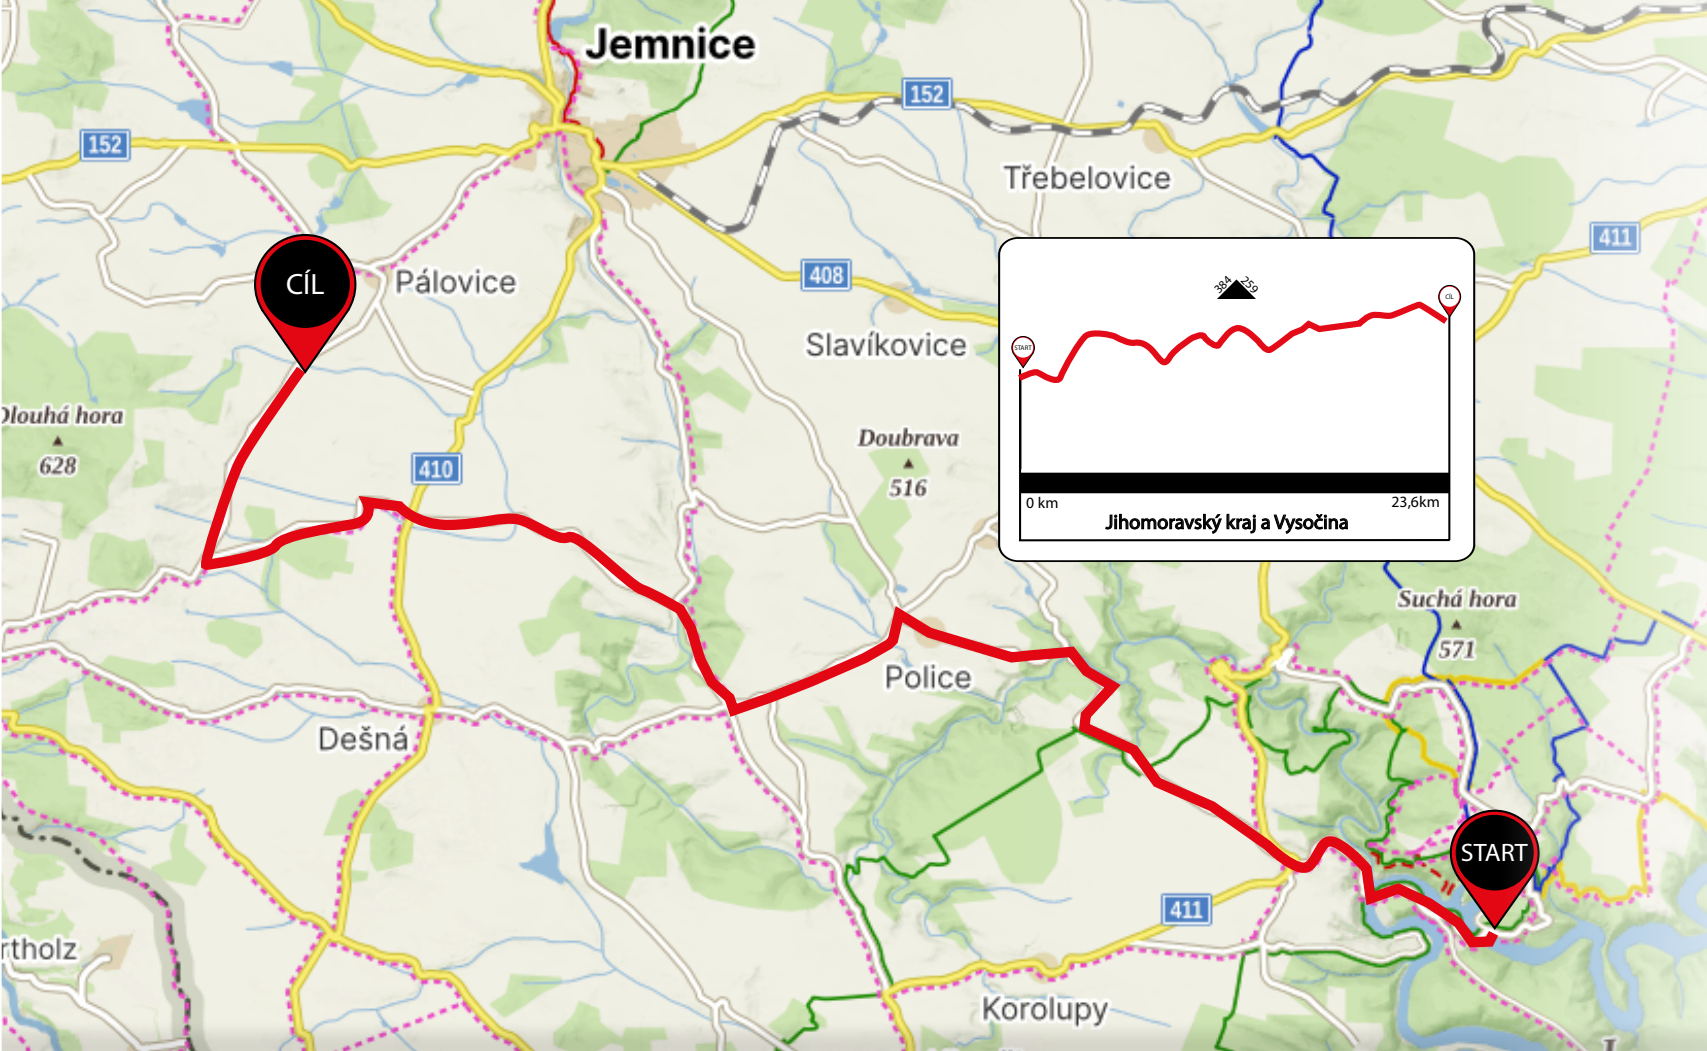 Jemnice
152
152
Třebelovice
411
408
CÍL
Pálovice
Slavíkovice
384
259
CÍL
START
0 km
23,6km
Jihomoravský kraj a Vysočina
Dlouhá hora
628
Doubrava
516
410
Suchá hora
571
Police
Dešná
START
411
rtholz
Korolupy